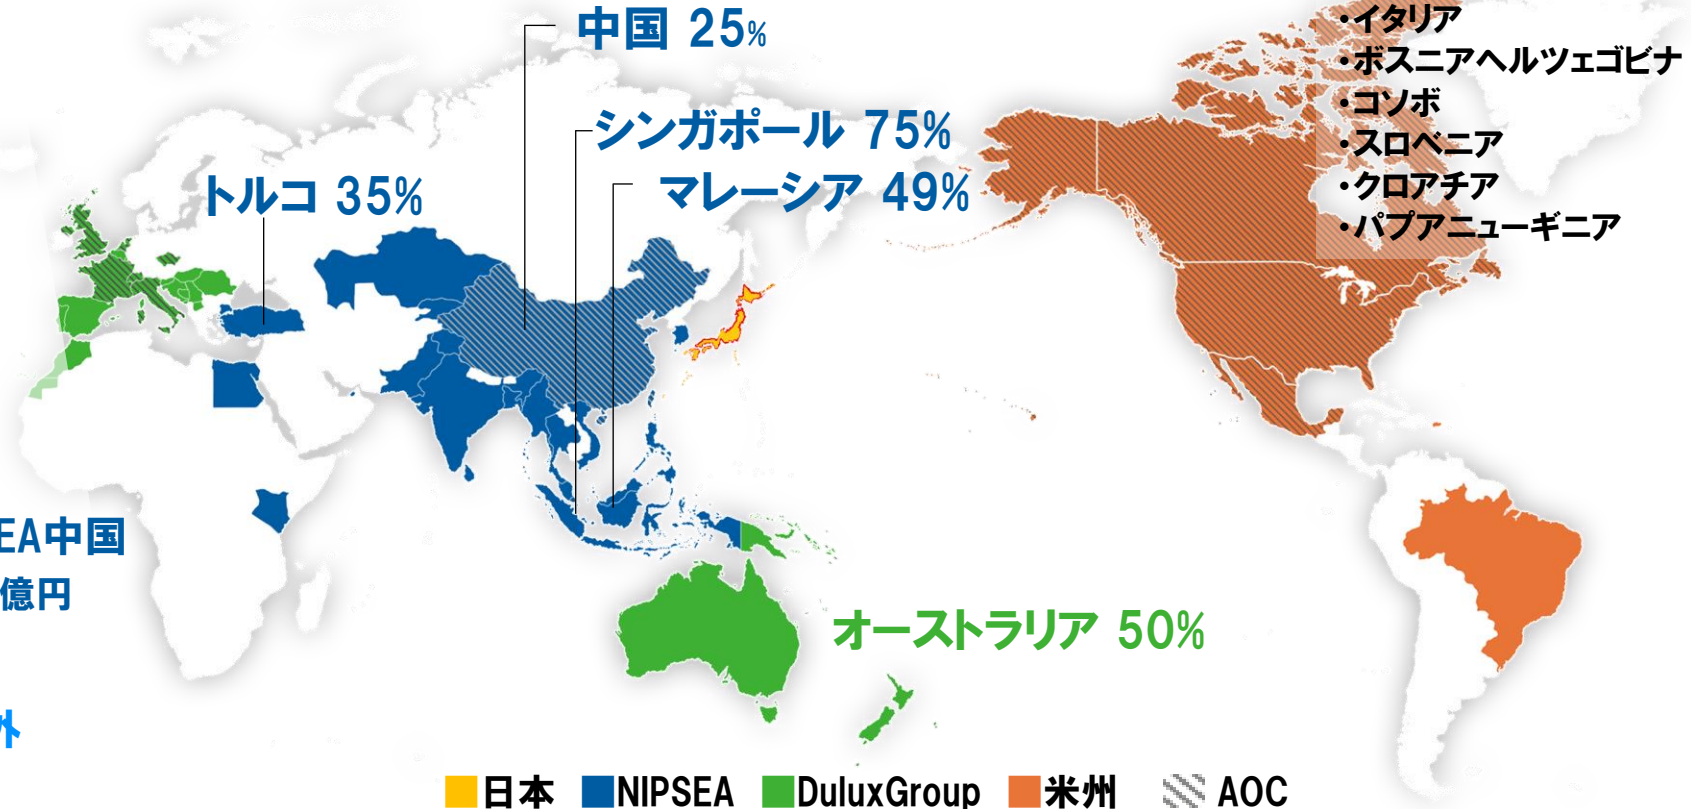 中国 25%
シンガポール 75%
マレーシア 49%
トルコ 35%
・イタリア
・ボスニアヘルツェゴビナ
・コソボ
・スロベニア
・クロアチア
・パプアニューギニア
EA中国
億円
オーストラリア 50%
外
日本 NIPSEA DuluxGroup 米州 AOC